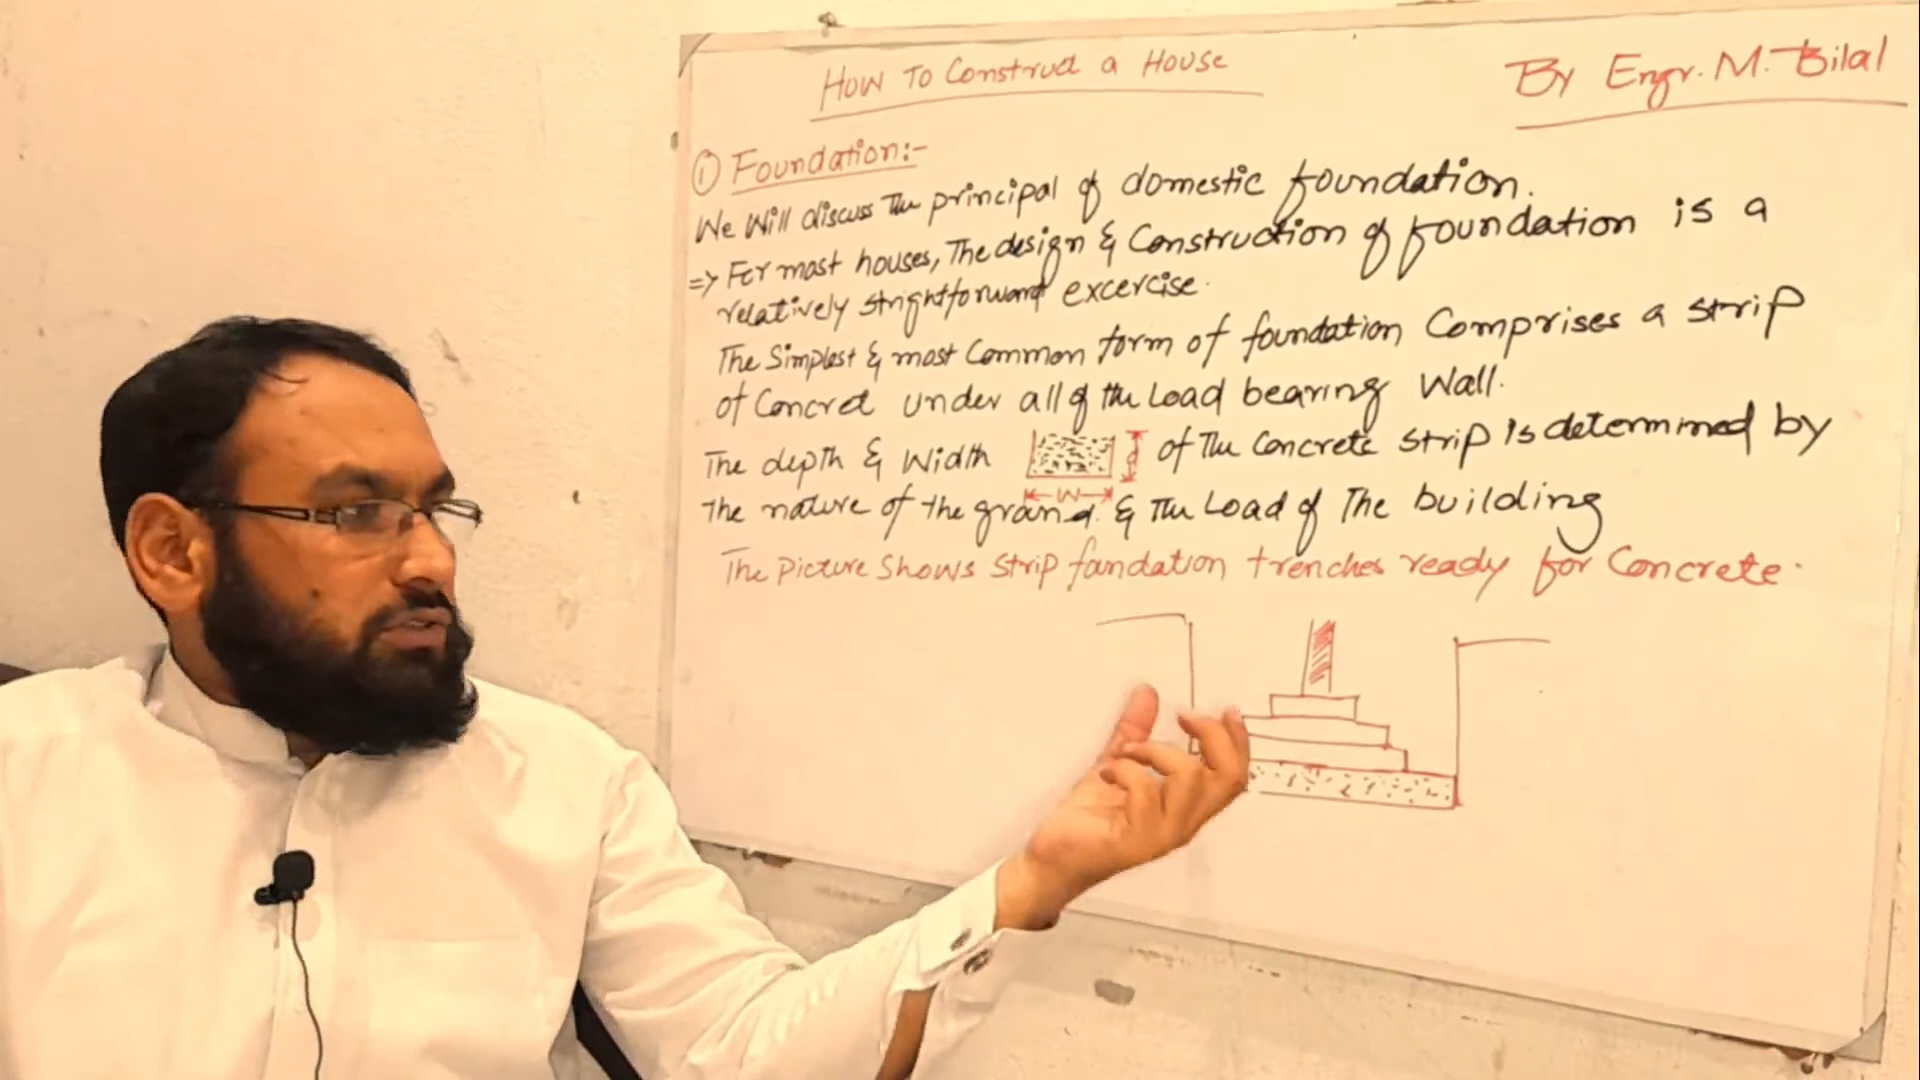 How To Construct a House
By Engr. M. Bilal
① Foundation:-
We Will discuss The principal of domestic foundation.
=> For most houses, The design & Construction of foundation is a
relatively strightforward excercise.
The Simplest & most Common form of foundation Comprises a strip
of Concret under all of the Load bearing Wall.
The depth & Width d of The Concrete strip is determined by
W
the nature of the ground & The Load of The building
The Picture Shows Strip foundation trenches ready for Concrete.